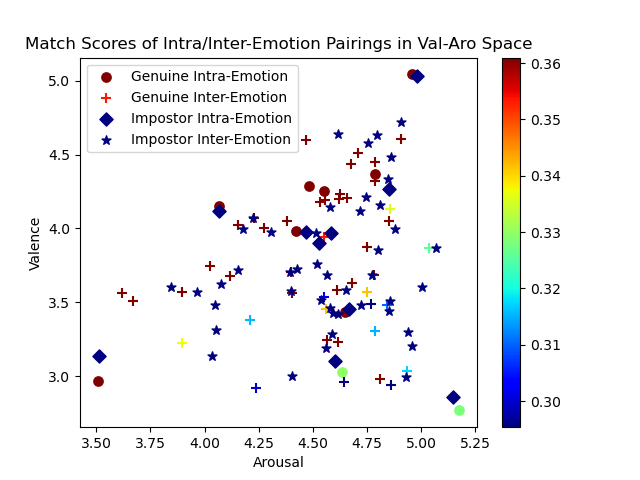 Match Scores of Intra/Inter-Emotion Pairings in Val-Aro Space
Genuine Intra-Emotion
Genuine Inter-Emotion
Impostor Intra-Emotion
Impostor Inter-Emotion
5.0
4.5
4.0
3.5
3.0
Valence
3.50
3.75
4.00
4.25
4.50
4.75
5.00
5.25
Arousal
0.36
0.35
0.34
0.33
0.32
0.31
0.30